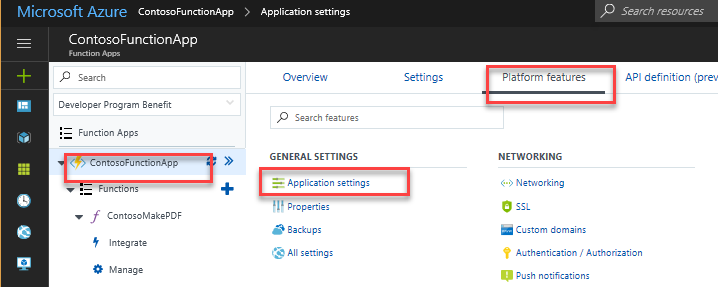 Microsoft Azure ContosoFunctionApp > Application settings
Search resources
ContosoFunctionApp
Function Apps
Search
Developer Program Benefit
Function Apps
ContosoFunctionApp
Functions
ContosoMakePDF
Integrate
Manage
Overview Settings Platform features API definition (prev
Search features
GENERAL SETTINGS
Application settings
Properties
Backups
All settings
NETWORKING
Networking
SSL
Custom domains
Authentication / Authorization
Push notifications